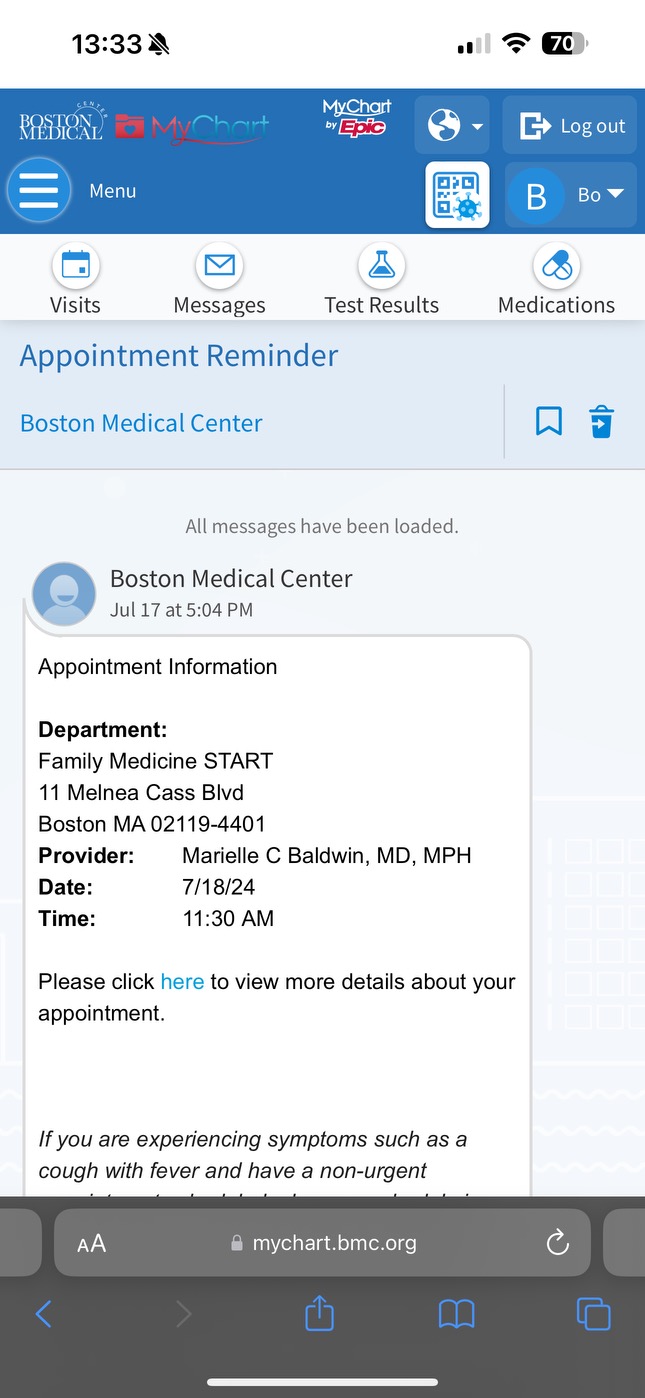 13:33
70
BOSTON
CENTER
MEDICAL
MyChart
MyChart
by Epic
Log out
Menu
B
Bo
Visits
Messages
Test Results
Medications
Appointment Reminder
Boston Medical Center
All messages have been loaded.
Boston Medical Center
Jul 17 at 5:04 PM
Appointment Information
Department:
Family Medicine START
11 Melnea Cass Blvd
Boston MA 02119-4401
Provider: Marielle C Baldwin, MD, MPH
Date: 7/18/24
Time: 11:30 AM
Please click here to view more details about your
appointment.
If you are experiencing symptoms such as a
cough with fever and have a non-urgent
AA
mychart.bmc.org